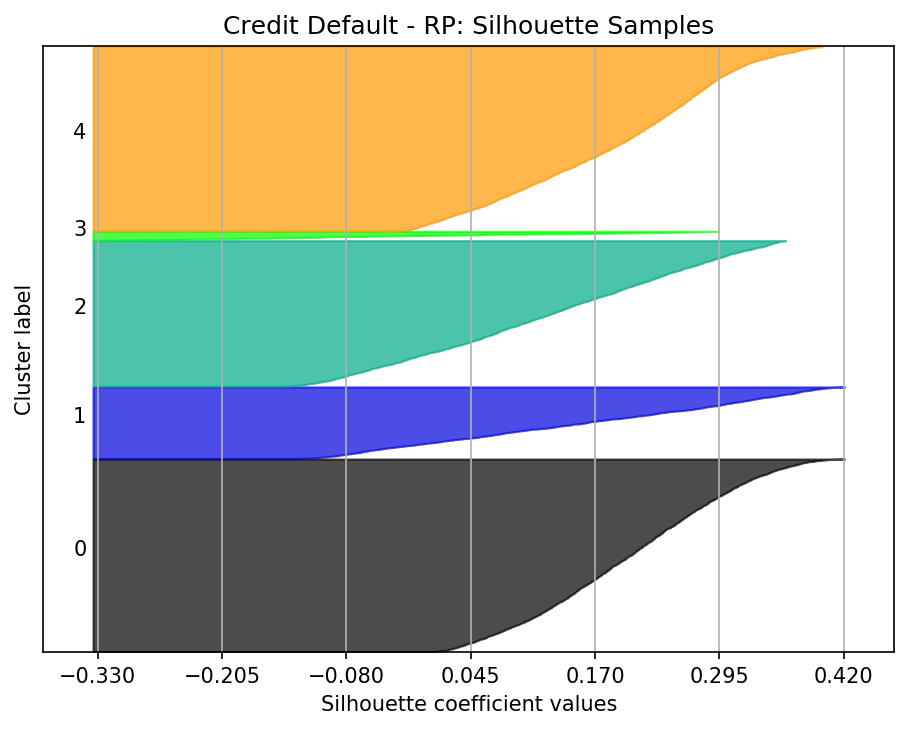 Credit Default - RP: Silhouette Samples
4
3
2
1
0
Cluster label
−0.330 −0.205 −0.080 0.045 0.170 0.295 0.420
Silhouette coefficient values